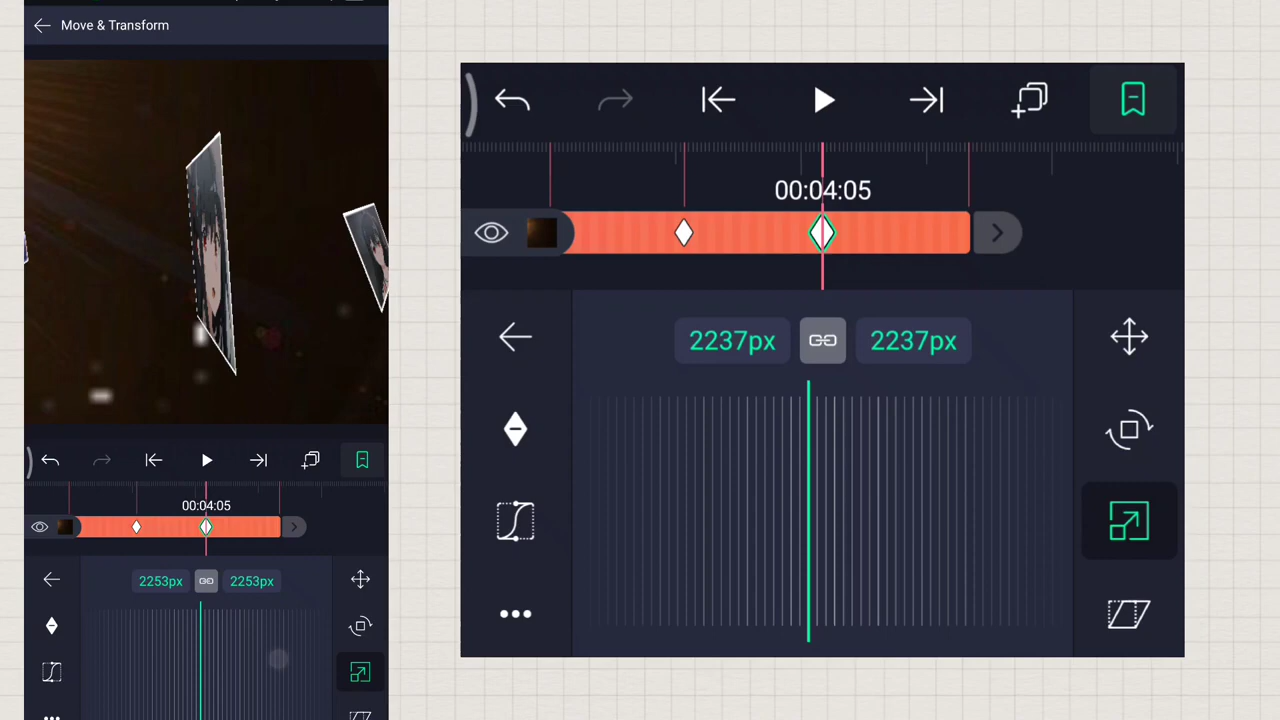 Move & Transform
00:04:05
2253px 2253px
00:04:05
2237px 2237px